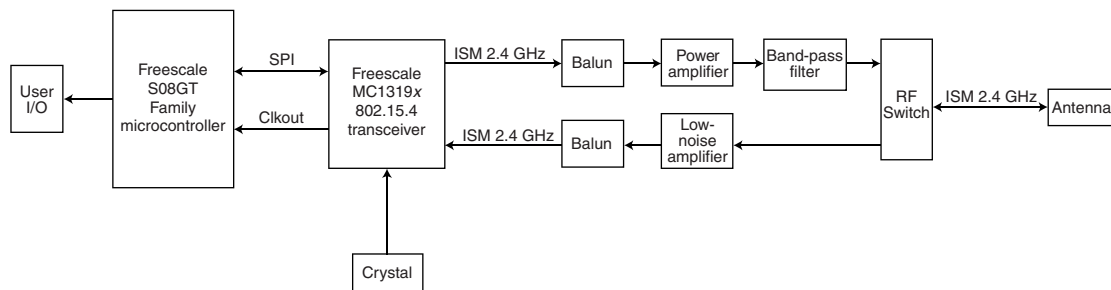 User
I/O
Freescale
S08GT
Family
microcontroller
SPI
Clkout
Freescale
MC1319x
802.15.4
transceiver
Crystal
ISM 2.4 GHz
Balun
Power
amplifier
Band-pass
filter
ISM 2.4 GHz
Balun
Low-
noise
amplifier
RF
Switch
ISM 2.4 GHz
Antenna